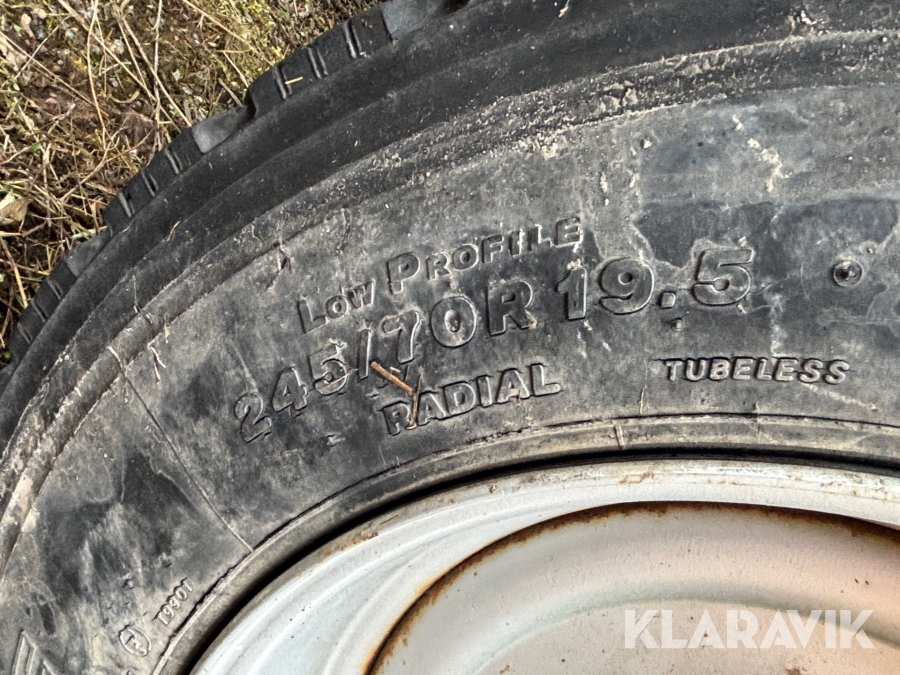 LOW PROFILE
245/70R 19.5
RADIAL
TUBELESS
KLARAVIK